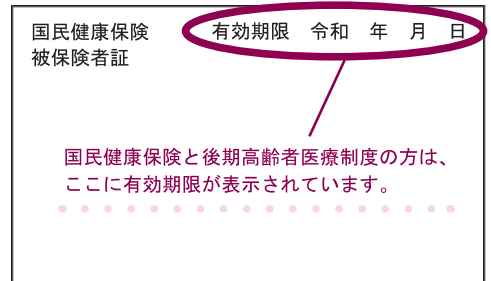 国民健康保険 有効期限 令和 年 月 日
被保険者証
国民健康保険と後期高齢者医療制度の方は、
ここに有効期限が表示されています。